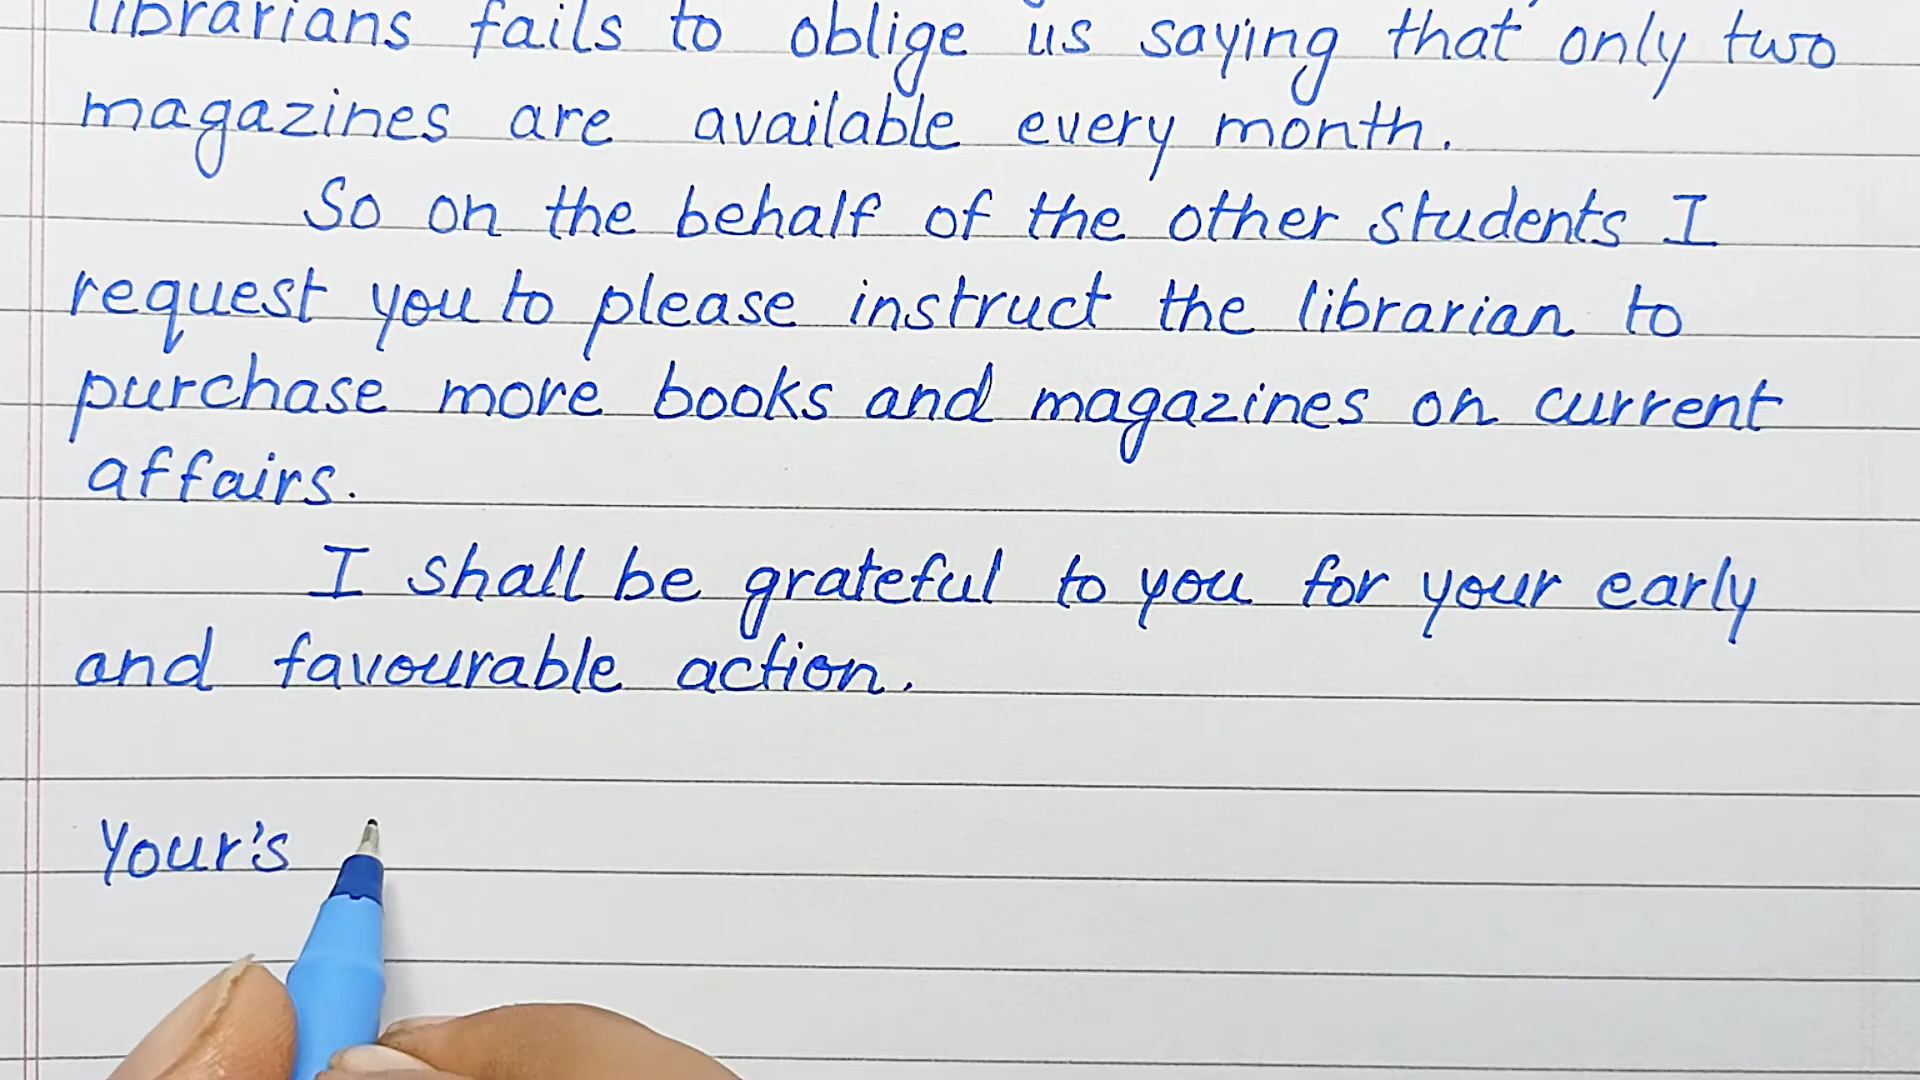 librarians fails to oblige us saying that only two
magazines are available every month.
So on the behalf of the other students I
request you to please instruct the librarian to
purchase more books and magazines on current
affairs.
I shall be grateful to you for your early
and favourable action.
Your's